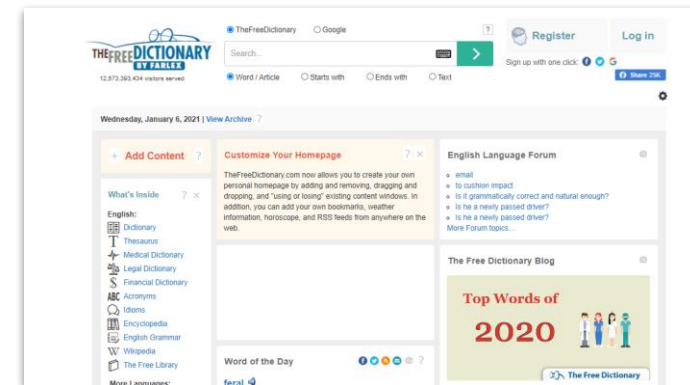 TheFreeDictionary Google ?
THEFREEDICTIONARY
BY FARLEX
Search...
Register Log in
Sign up with one click:
12,573,393,434 visitors served
Word / Article Starts with Ends with Text
Share 25K
Wednesday, January 6, 2021 | View Archive ?
+ Add Content ?
What's Inside ? ×
English:
Dictionary
Thesaurus
Medical Dictionary
Legal Dictionary
Financial Dictionary
Acronyms
Idioms
Encyclopedia
English Grammar
Wikipedia
The Free Library
More Languages:
Customize Your Homepage ? ×
TheFreeDictionary.com now allows you to create your own
personal homepage by adding and removing, dragging and
dropping, and "using or losing" existing content windows. In
addition, you can add your own bookmarks, weather
information, horoscope, and RSS feeds from anywhere on the
web.
Word of the Day ?
feral
English Language Forum
email
to cushion impact
Is it grammatically correct and natural enough?
Is he a newly passed driver?
Is he a newly passed driver?
More Forum topics...
The Free Dictionary Blog
Top Words of
2020
The Free Dictionary